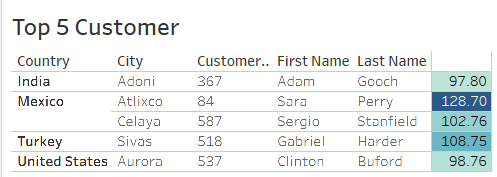 Top 5 Customer
Country City Customer.. First Name Last Name
India Adoni 367 Adam Gooch 97.80
Mexico Atlixco 84 Sara Perry 128.70
Celaya 587 Sergio Stanfield 102.76
Turkey Sivas 518 Gabriel Harder 108.75
United States Aurora 537 Clinton Buford 98.76